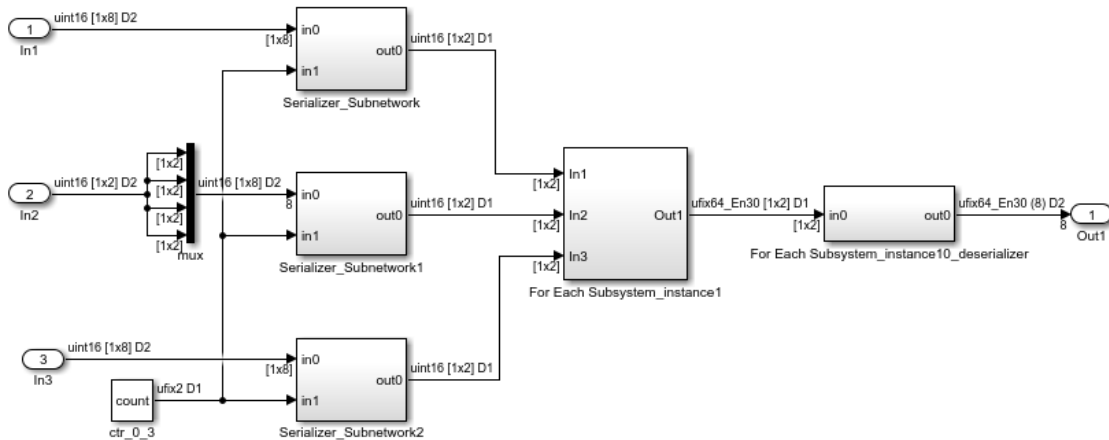 1
uint16 [1x8] D2
In1
[1x8]
in0
in1
out0
Serializer_Subnetwork
uint16 [1x2] D1
2
uint16 [1x2] D2
In2
[1x2]
[1x2]
[1x2]
[1x2]
mux
uint16 [1x8] D2
8
in0
in1
out0
Serializer_Subnetwork1
uint16 [1x2] D1
[1x2]
[1x2]
[1x2]
In1
In2
In3
Out1
For Each Subsystem_instance1
ufix64_En30 [1x2] D1
[1x2]
in0
out0
For Each Subsystem_instance10_deserializer
ufix64_En30 (8) D2
8
1
Out1
3
uint16 [1x8] D2
In3
[1x8]
in0
in1
out0
Serializer_Subnetwork2
uint16 [1x2] D1
count
ufix2 D1
ctr_0_3